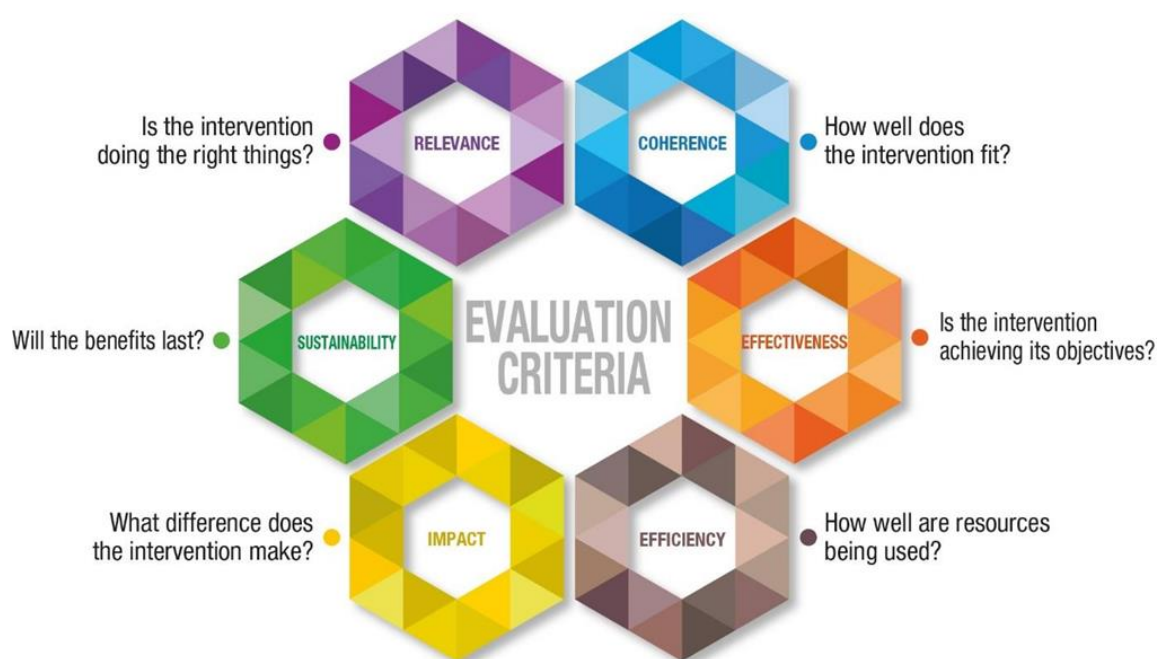 RELEVANCE
Is the intervention
doing the right things?
COHERENCE
How well does
the intervention fit?
SUSTAINABILITY
Will the benefits last?
EVALUATION
CRITERIA
EFFECTIVENESS
Is the intervention
achieving its objectives?
IMPACT
What difference does
the intervention make?
EFFICIENCY
How well are resources
being used?